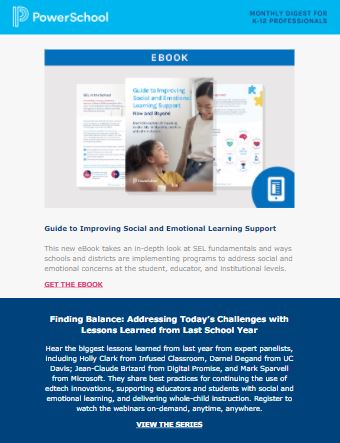 PowerSchool
MONTHLY DIGEST FOR
K-12 PROFESSIONALS
EBOOK
Guide to Improving
Social and Emotional
Learning Support
Now and Beyond
PowerSchool
Guide to Improving Social and Emotional Learning Support
This new eBook takes an in-depth look at SEL fundamentals and ways
schools and districts are implementing programs to address social and
emotional concerns at the student, educator, and institutional levels.
GET THE EBOOK
Finding Balance: Addressing Today's Challenges with
Lessons Learned from Last School Year
Hear the biggest lessons learned from last year from expert panelists,
including Holly Clark from Infused Classroom, Darnel Degand from UC
Davis; Jean-Claude Brizard from Digital Promise, and Mark Sparvell
from Microsoft. They share best practices for continuing the use of
edtech innovations, supporting educators and students with social and
emotional learning, and delivering whole-child instruction. Register to
watch the webinars on-demand, anytime, anywhere.
VIEW THE SERIES